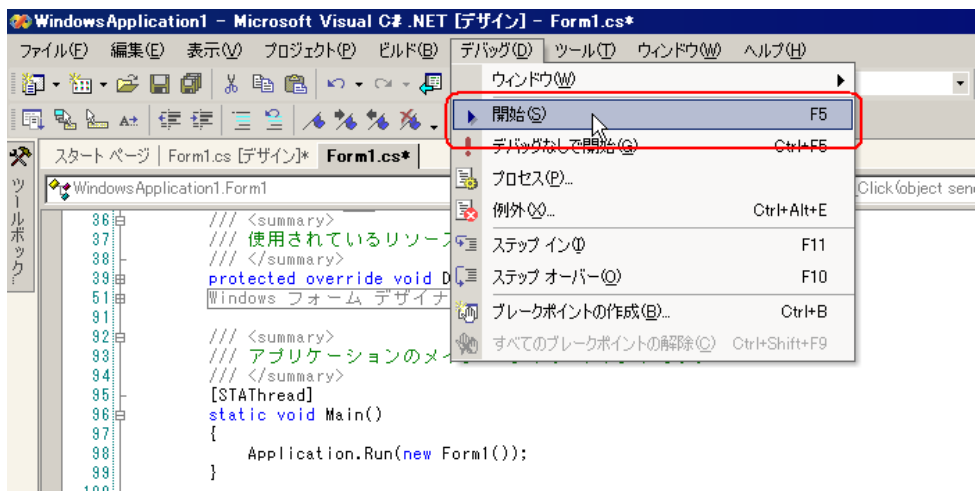 WindowsApplication1 - Microsoft Visual C# .NET [デザイン] - Form1.cs*
ファイル(F) 編集(E) 表示(V) プロジェクト(P) ビルド(B) デバッグ(D) ツール(T) ウィンドウ(W) ヘルプ(H)
ウィンドウ(W)
開始(S) F5
デバッグなしで開始(G) Ctrl+F5
プロセス(P)...
例外(X)... Ctrl+Alt+E
ステップ イン(I) F11
ステップ オーバー(O) F10
ブレークポイントの作成(B)... Ctrl+B
すべてのブレークポイントの解除(C) Ctrl+Shift+F9
スタート ページ Form1.cs [デザイン]* Form1.cs*
ツールボックス
WindowsApplication1.Form1 _Click(object
36 /// <summary>
37 /// 使用されているリソー
38 /// </summary>
39 protected override void D
51 Windows フォーム デザイナ
91
92 /// <summary>
93 /// アプリケーションのメイ
94 /// </summary>
95 [STAThread]
96 static void Main()
97 {
98 Application.Run(new Form1());
99 }
100